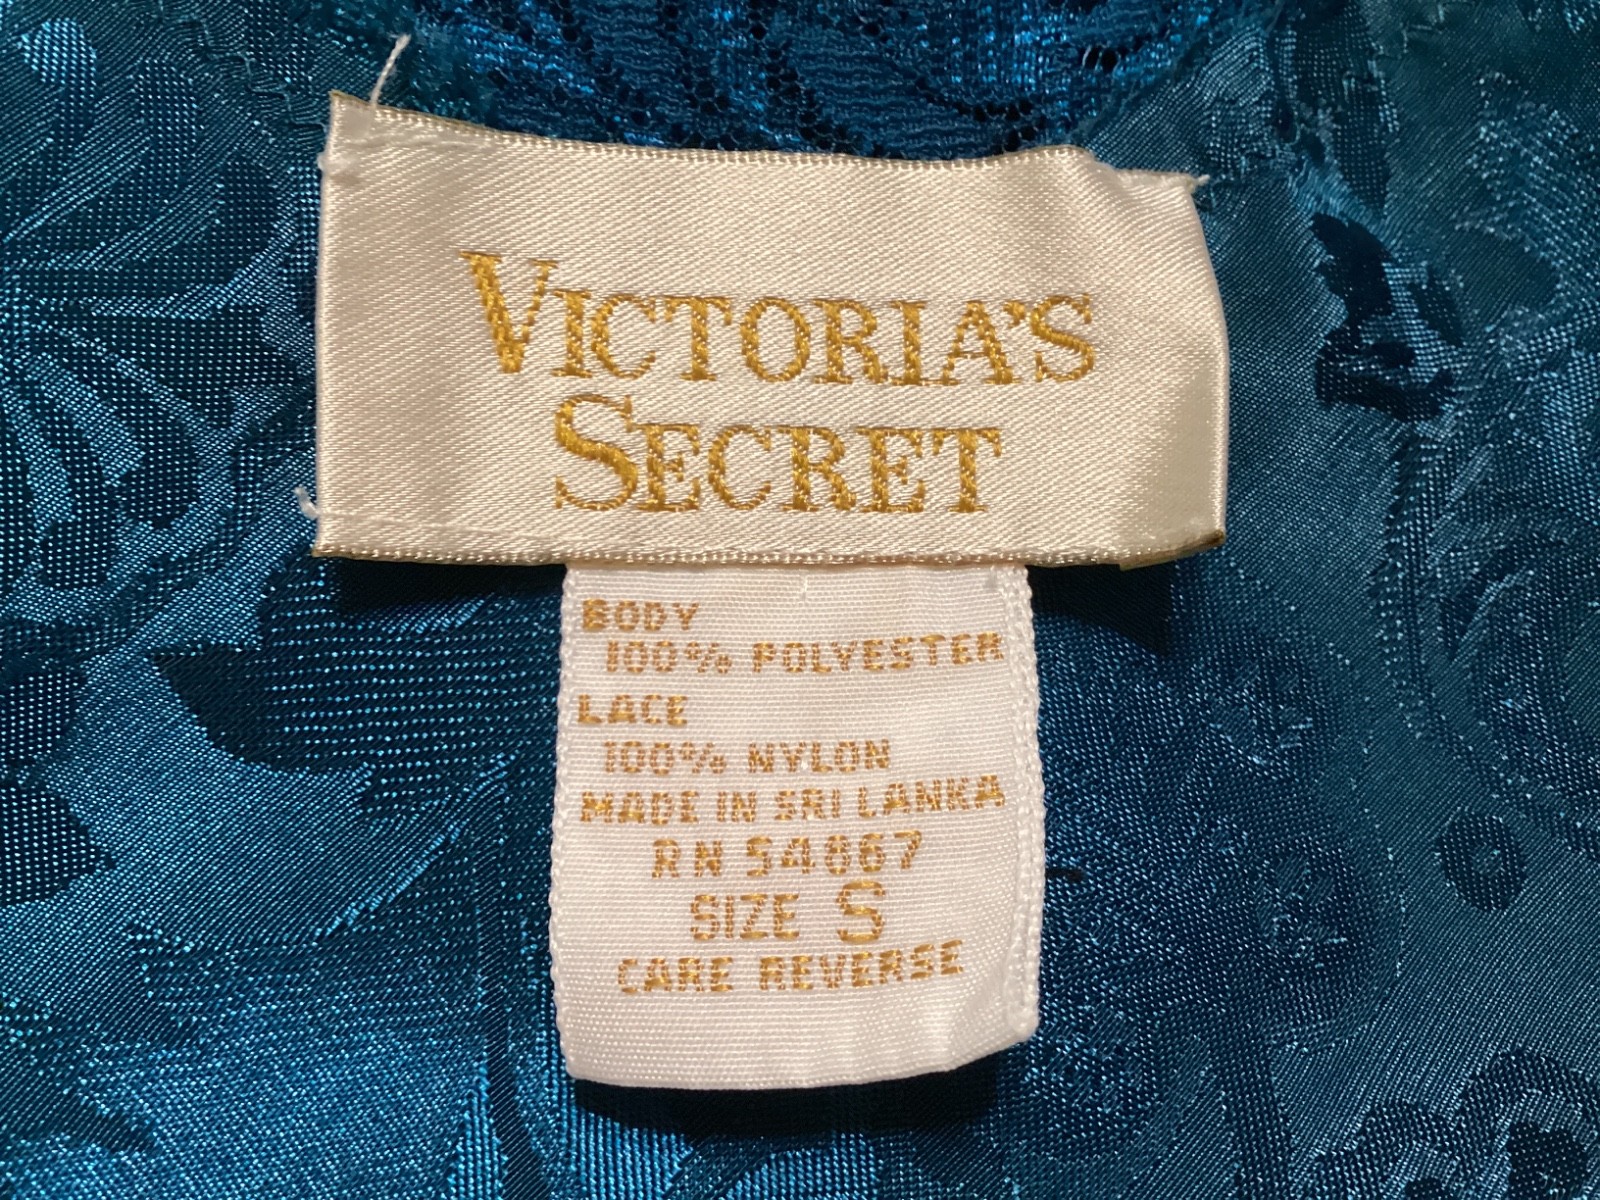 VICTORIA'S
SECRET
BODY
100% POLYESTER
LACE
100% NYLON
MADE IN SRI LANKA
RN 54867
SIZE S
CARE REVERSE